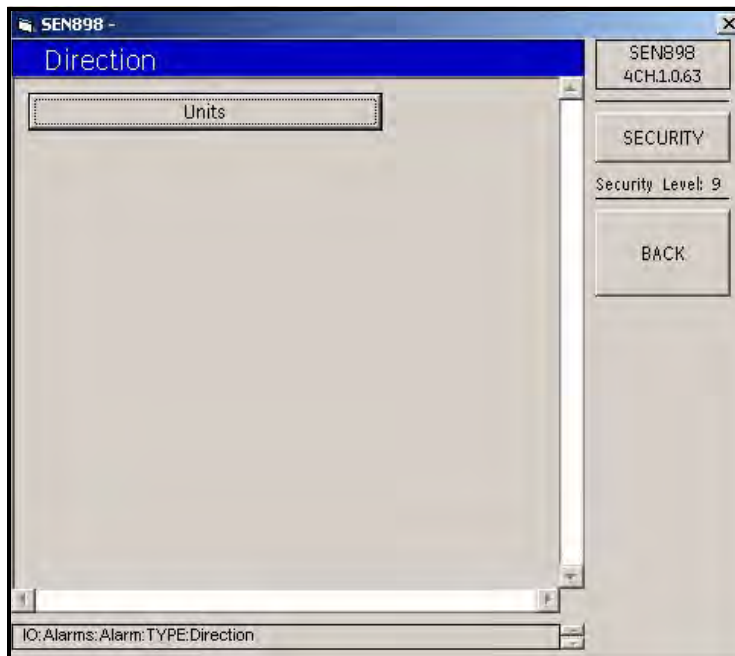 SEN898 -
Direction
Units
SEN898
4CH.1.0.63
SECURITY
Security Level: 9
BACK
IO:Alarms:Alarm:TYPE:Direction